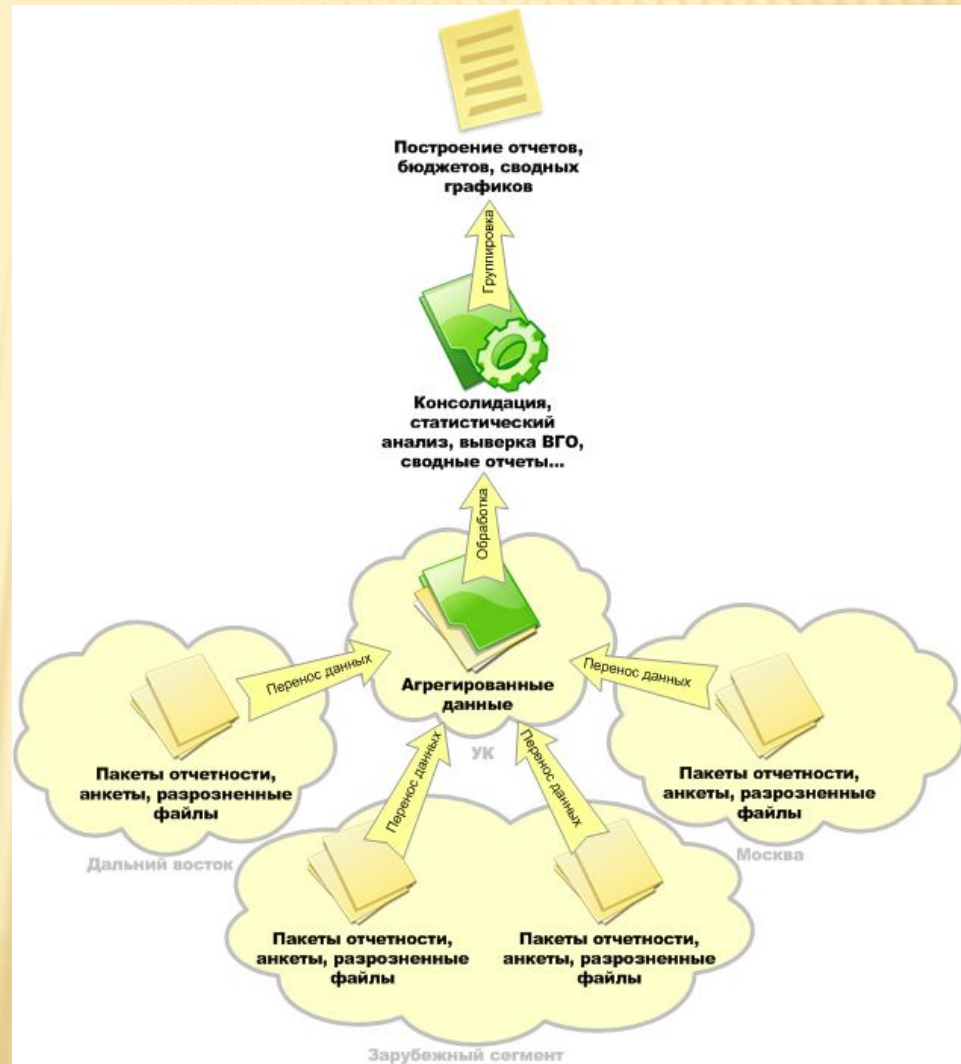 Построение отчетов,
бюджетов, сводных
графиков
Группировка
Консолидация,
статистический
анализ, выверка ВГО,
сводные отчеты...
Обработка
Агрегированные
данные
УК
Перенос данных
Пакеты отчетности,
анкеты, разрозненные
файлы
Дальний восток
Перенос данных
Пакеты отчетности,
анкеты, разрозненные
файлы
Перенос данных
Пакеты отчетности,
анкеты, разрозненные
файлы
Зарубежный сегмент
Перенос данных
Пакеты отчетности,
анкеты, разрозненные
файлы
Москва